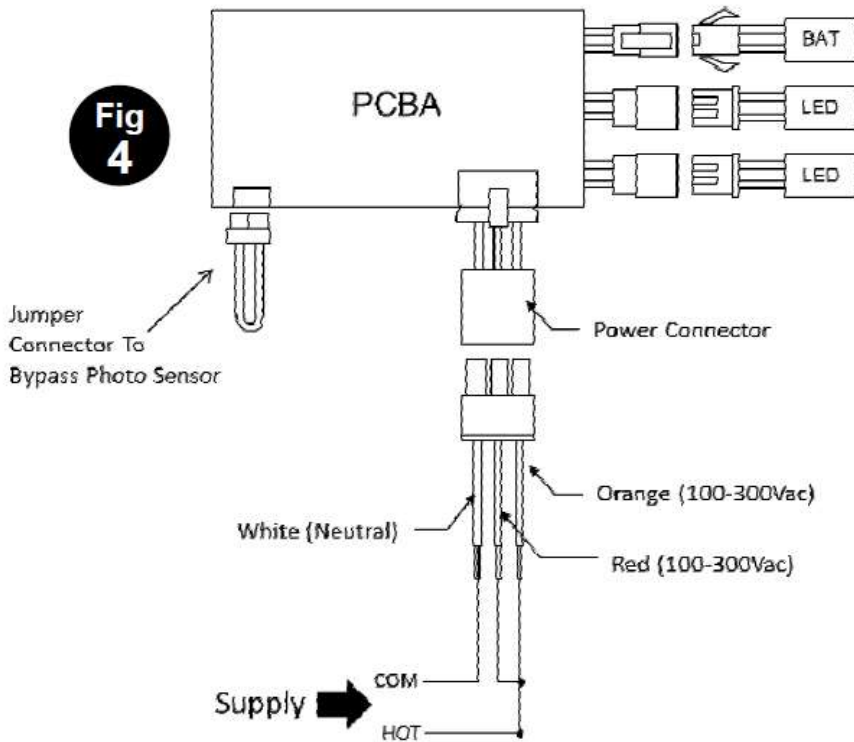 Fig
4
PCBA
BAT
LED
LED
Jumper
Connector To
Bypass Photo Sensor
Power Connector
Orange (100-300Vac)
White (Neutral)
Red (100-300Vac)
COM
Supply
HOT